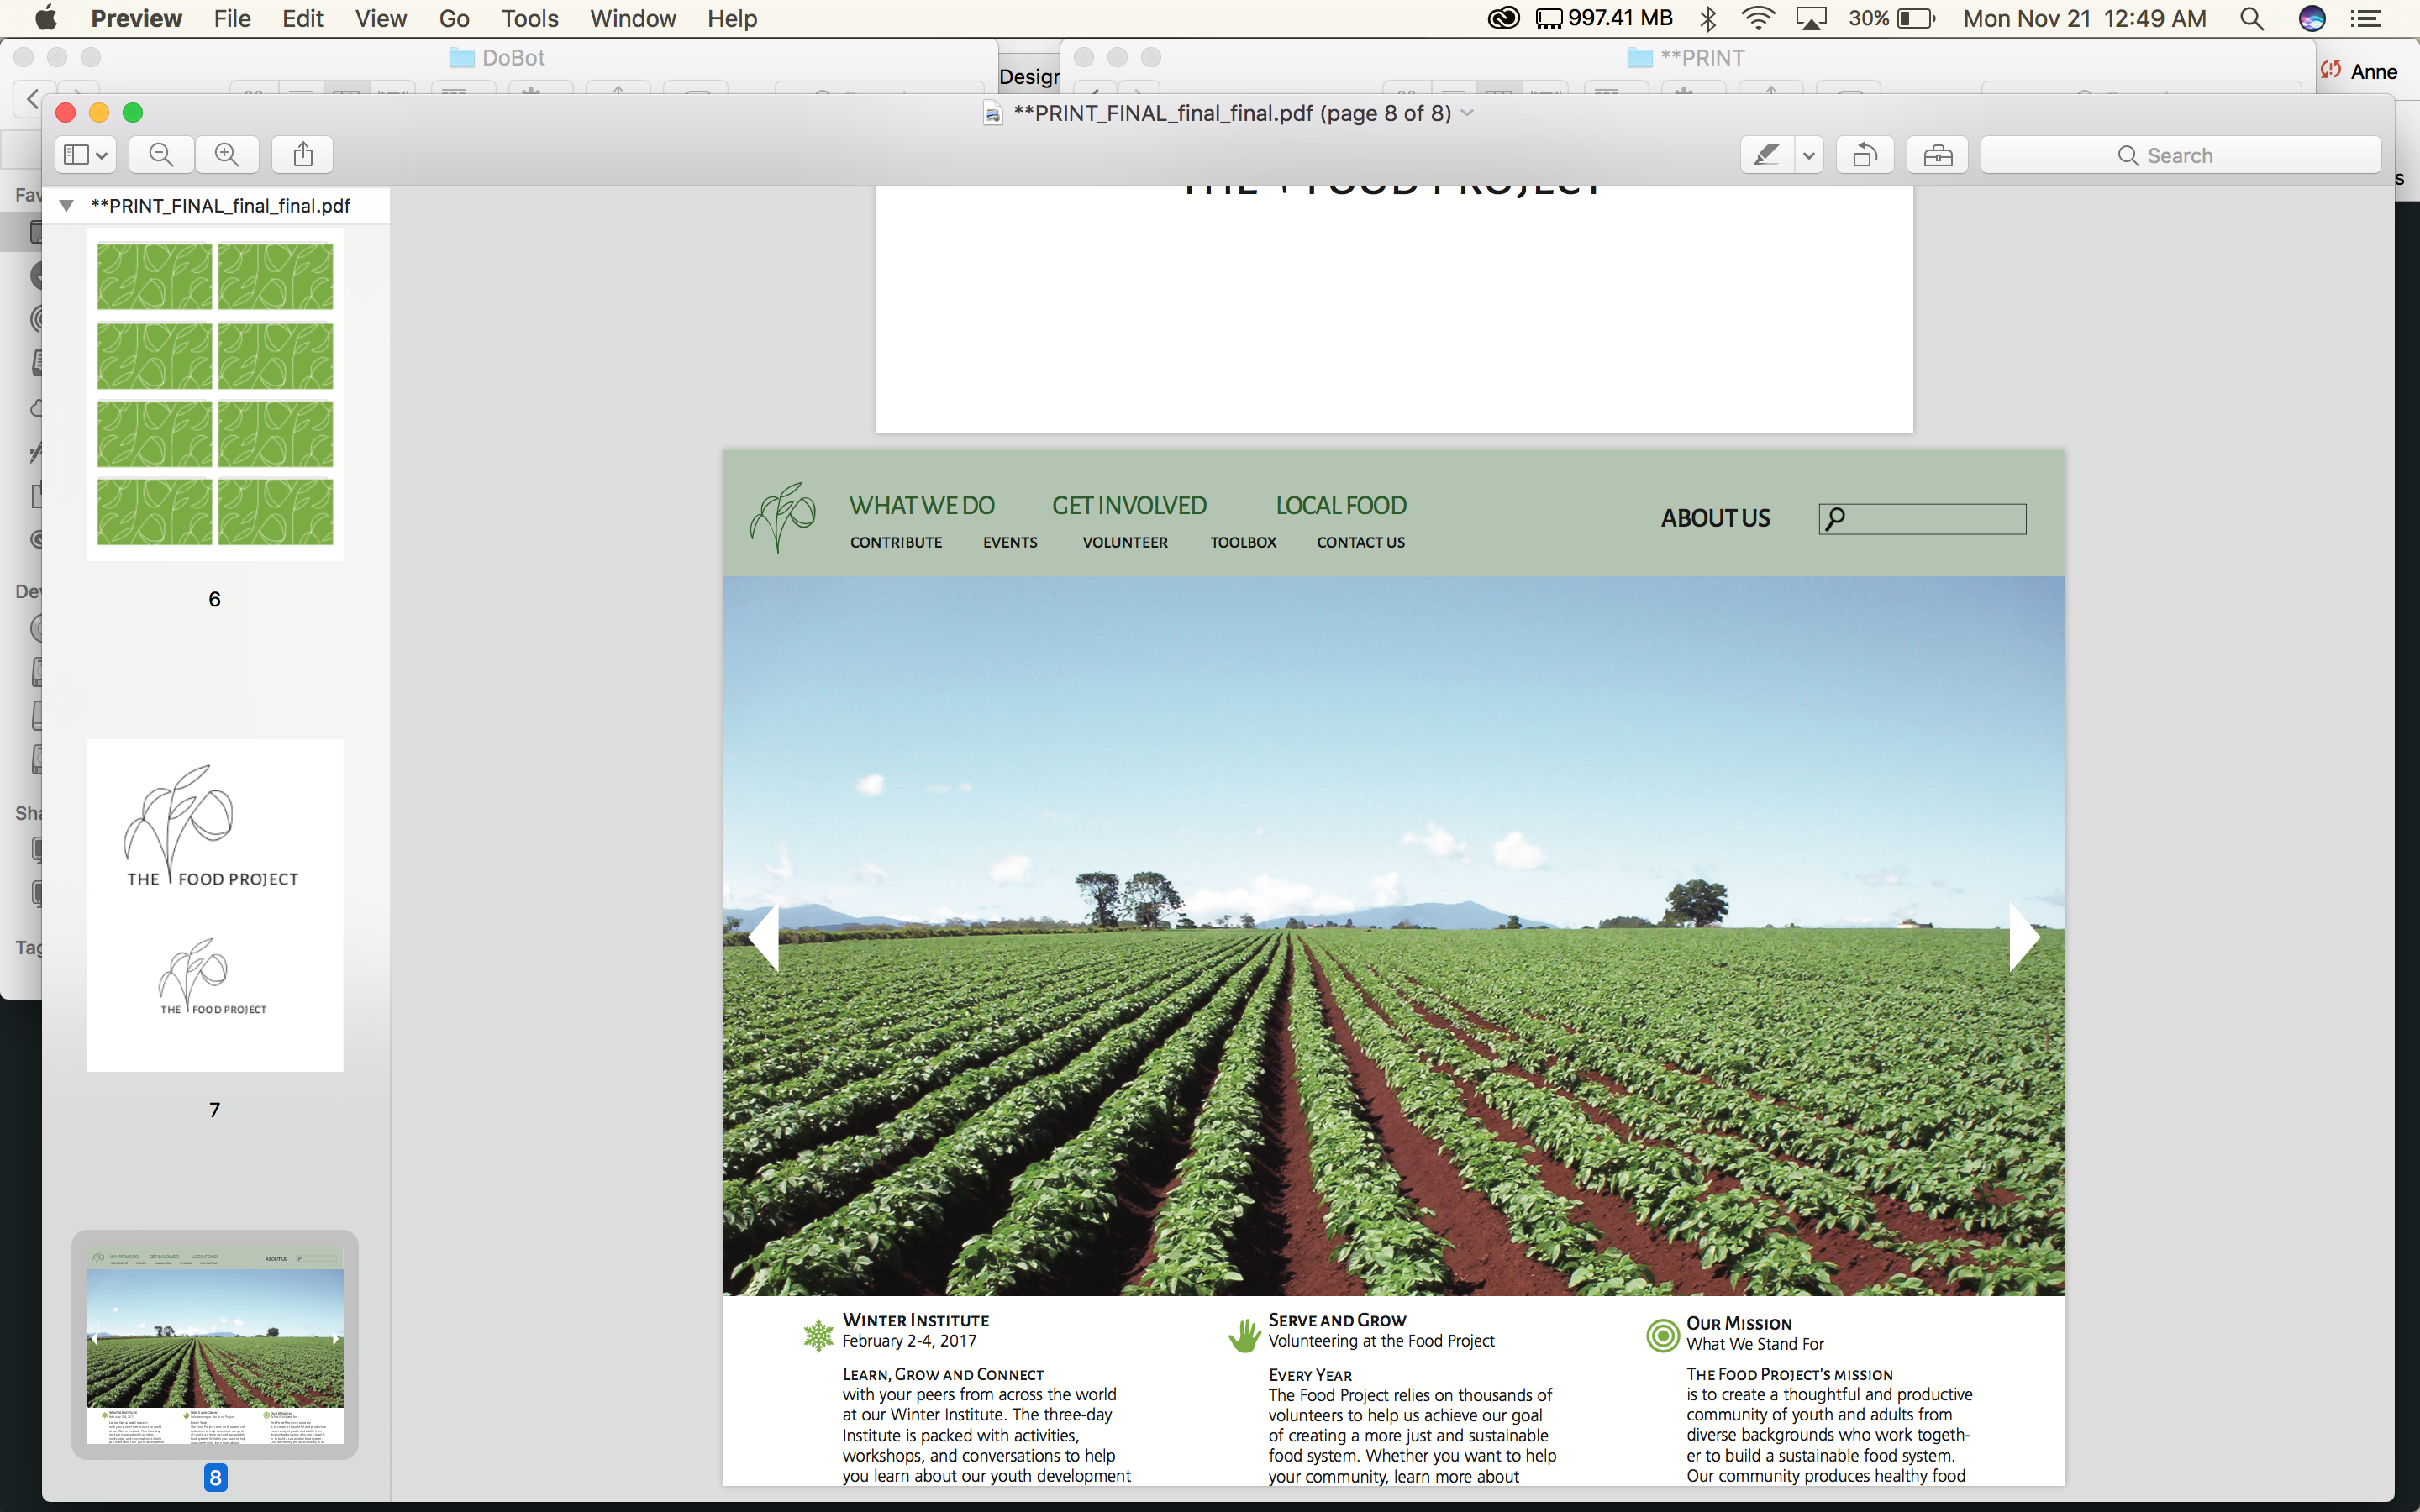 Preview File Edit View Go Tools Window Help 997.41 MB 30% Mon Nov 21 12:49 AM
DoBot
Design
**PRINT
Anne
**PRINT_FINAL_final_final.pdf (page 8 of 8)
Search
**PRINT_FINAL_final_final.pdf
6
THE FOOD PROJECT
THE FOOD PROJECT
7
8
THE FOOD PROJECT
WHAT WE DO GET INVOLVED LOCAL FOOD
CONTRIBUTE EVENTS VOLUNTEER TOOLBOX CONTACT US
ABOUT US
WINTER INSTITUTE
February 2-4, 2017
LEARN, GROW AND CONNECT
with your peers from across the world
at our Winter Institute. The three-day
Institute is packed with activities,
workshops, and conversations to help
you learn about our youth development
SERVE AND GROW
Volunteering at the Food Project
EVERY YEAR
The Food Project relies on thousands of
volunteers to help us achieve our goal
of creating a more just and sustainable
food system. Whether you want to help
your community, learn more about
OUR MISSION
What We Stand For
THE FOOD PROJECT'S MISSION
is to create a thoughtful and productive
community of youth and adults from
diverse backgrounds who work togeth-
er to build a sustainable food system.
Our community produces healthy food